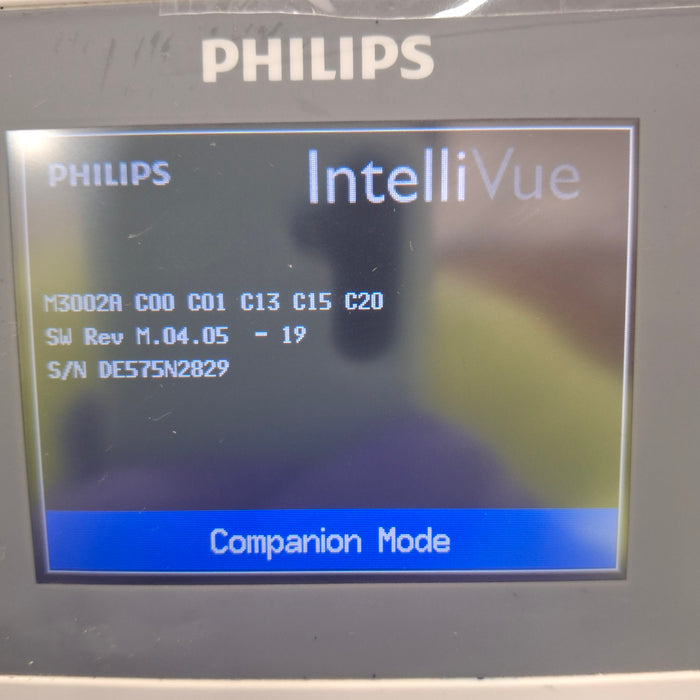 PHILIPS
PHILIPS IntelliVue
M3002A C00 C01 C13 C15 C20
SW Rev M.04.05 - 19
S/N DE575N2829
Companion Mode